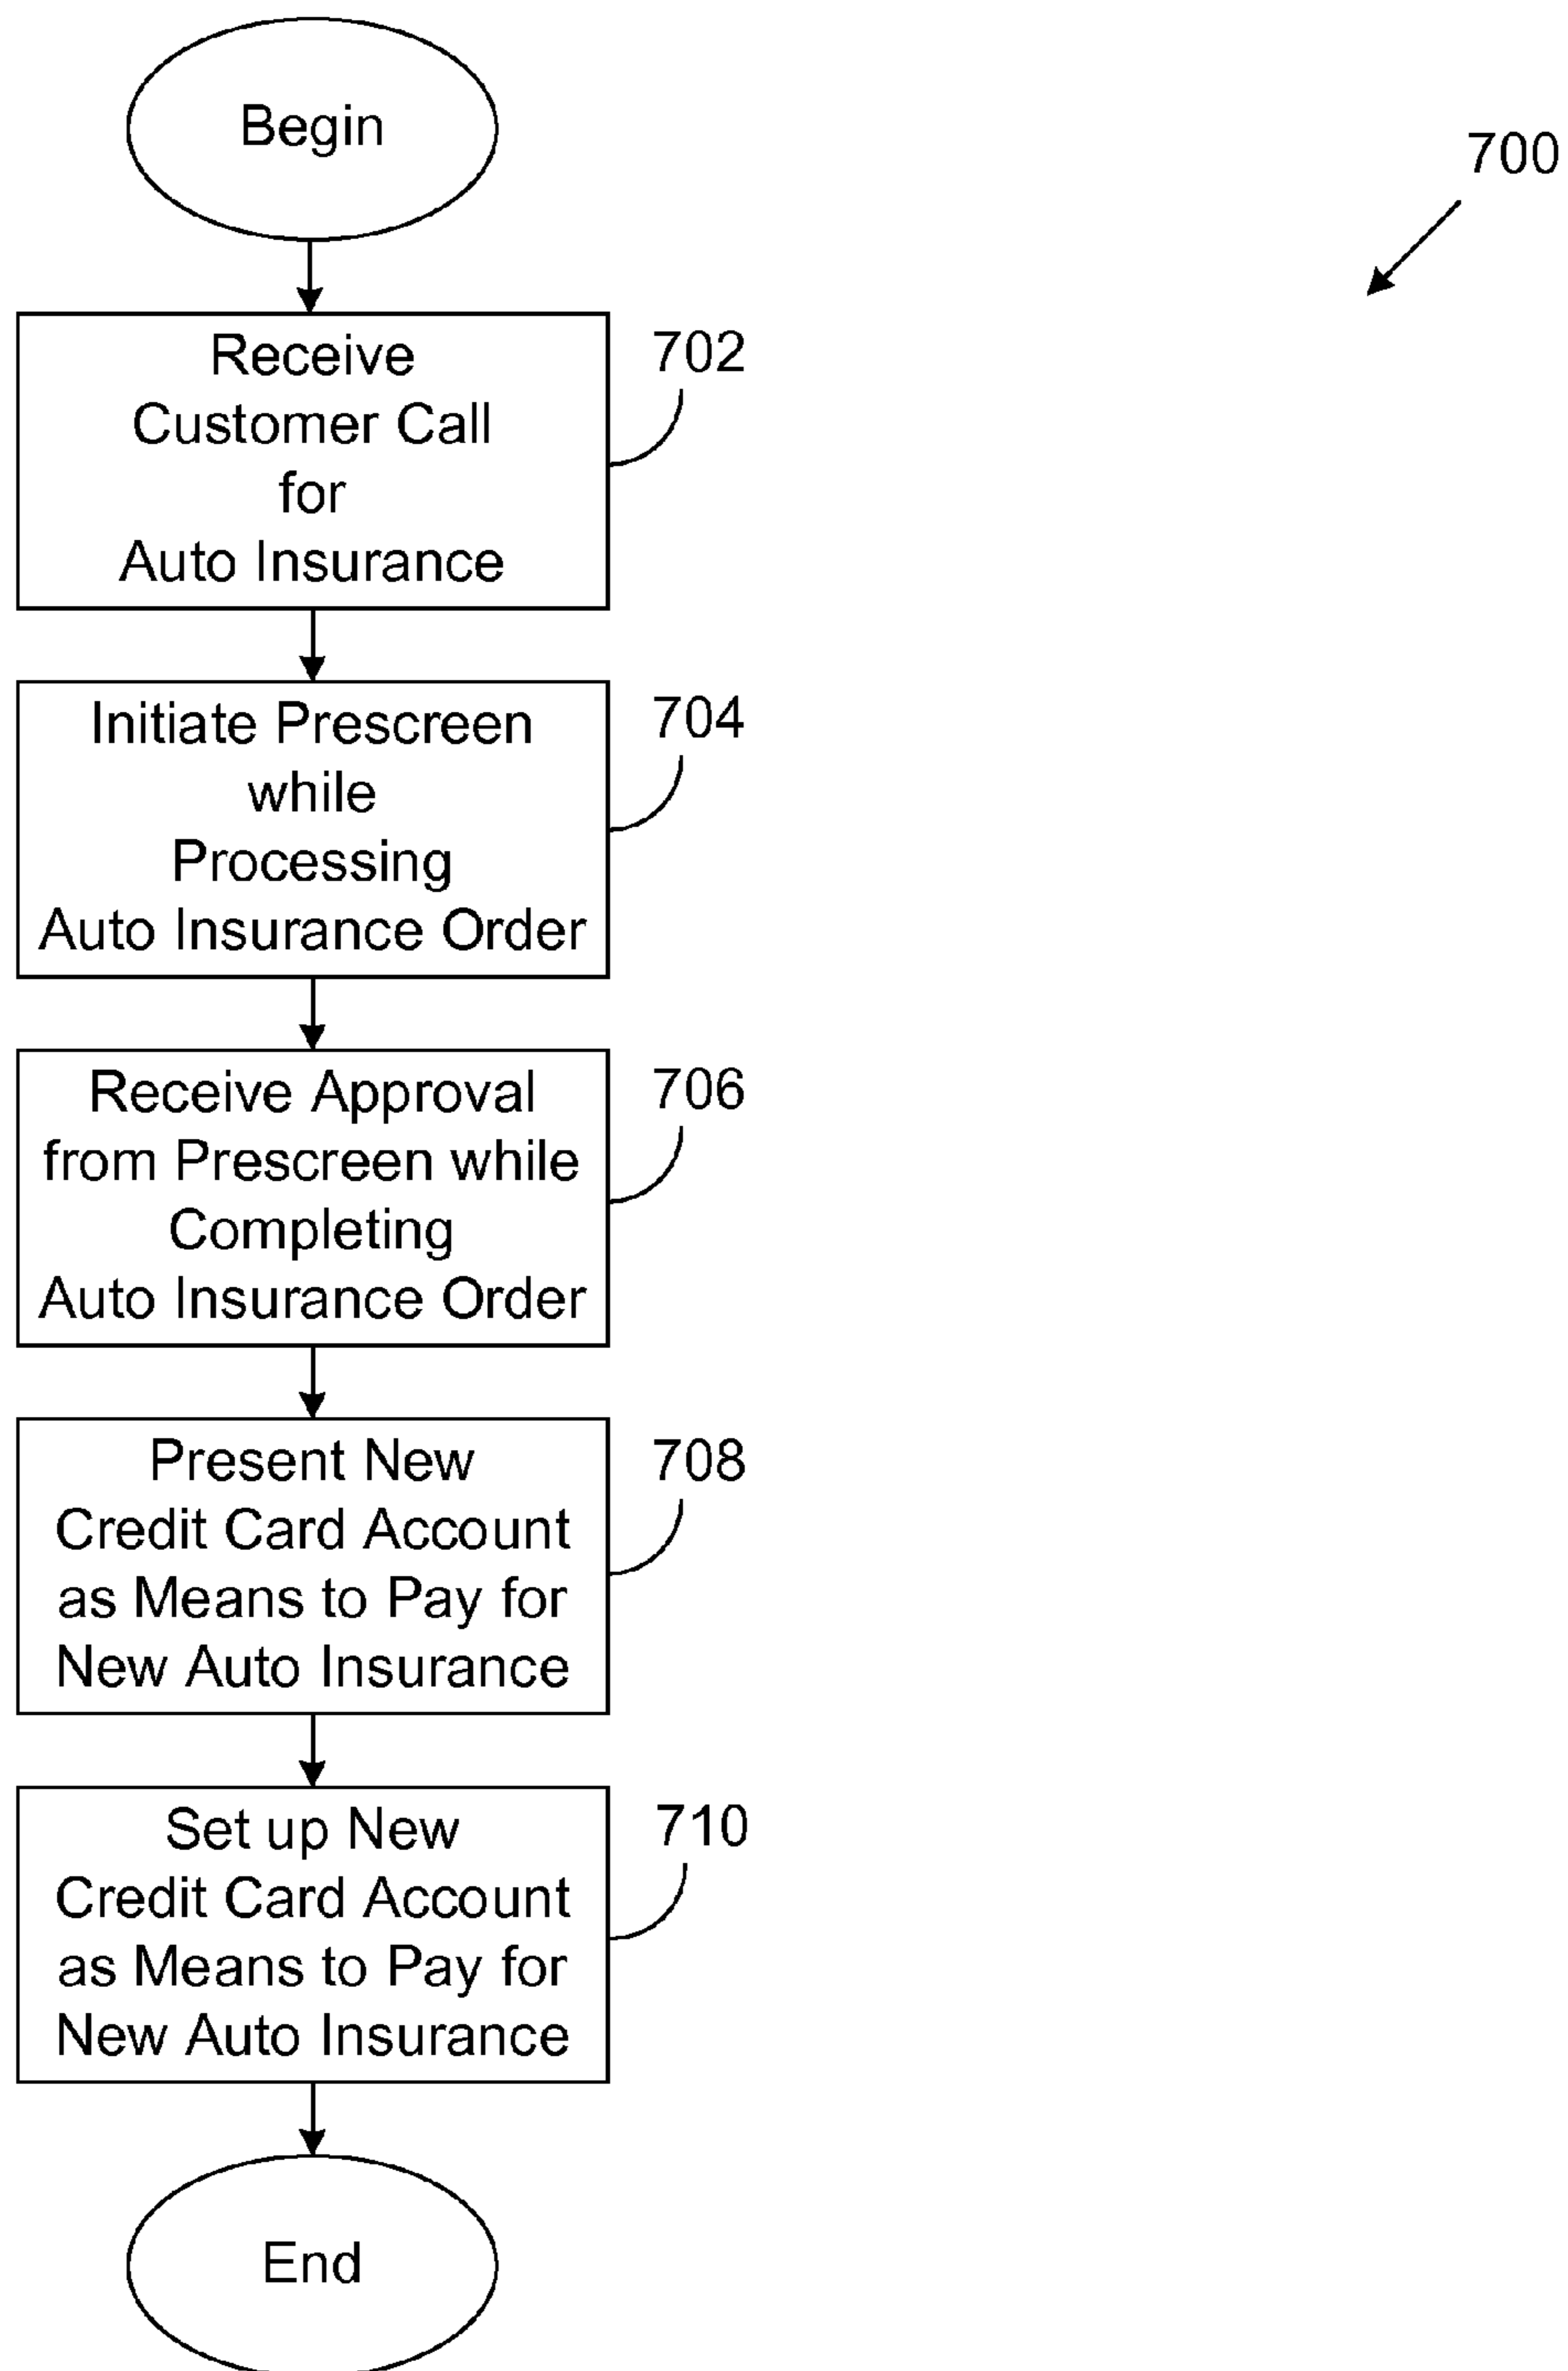 Begin
700
Receive
Customer Call
for
Auto Insurance
702
Initiate Prescreen
while
Processing
Auto Insurance Order
704
Receive Approval
from Prescreen while
Completing
Auto Insurance Order
706
Present New
Credit Card Account
as Means to Pay for
New Auto Insurance
708
Set up New
Credit Card Account
as Means to Pay for
New Auto Insurance
710
End